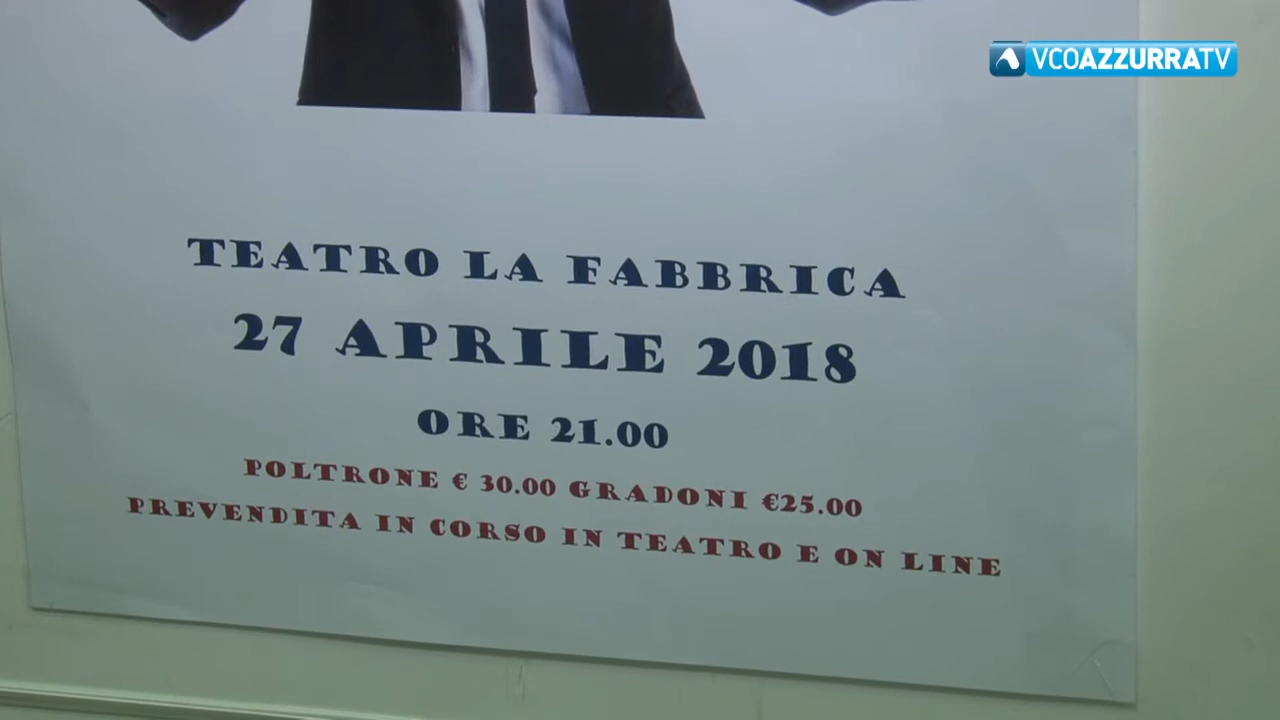 VCOAZZURRATV
TEATRO LA FABBRICA
27 APRILE 2018
ORE 21.00
POLTRONE € 30.00 GRADONI €25.00
PREVENDITA IN CORSO IN TEATRO E ON LINE